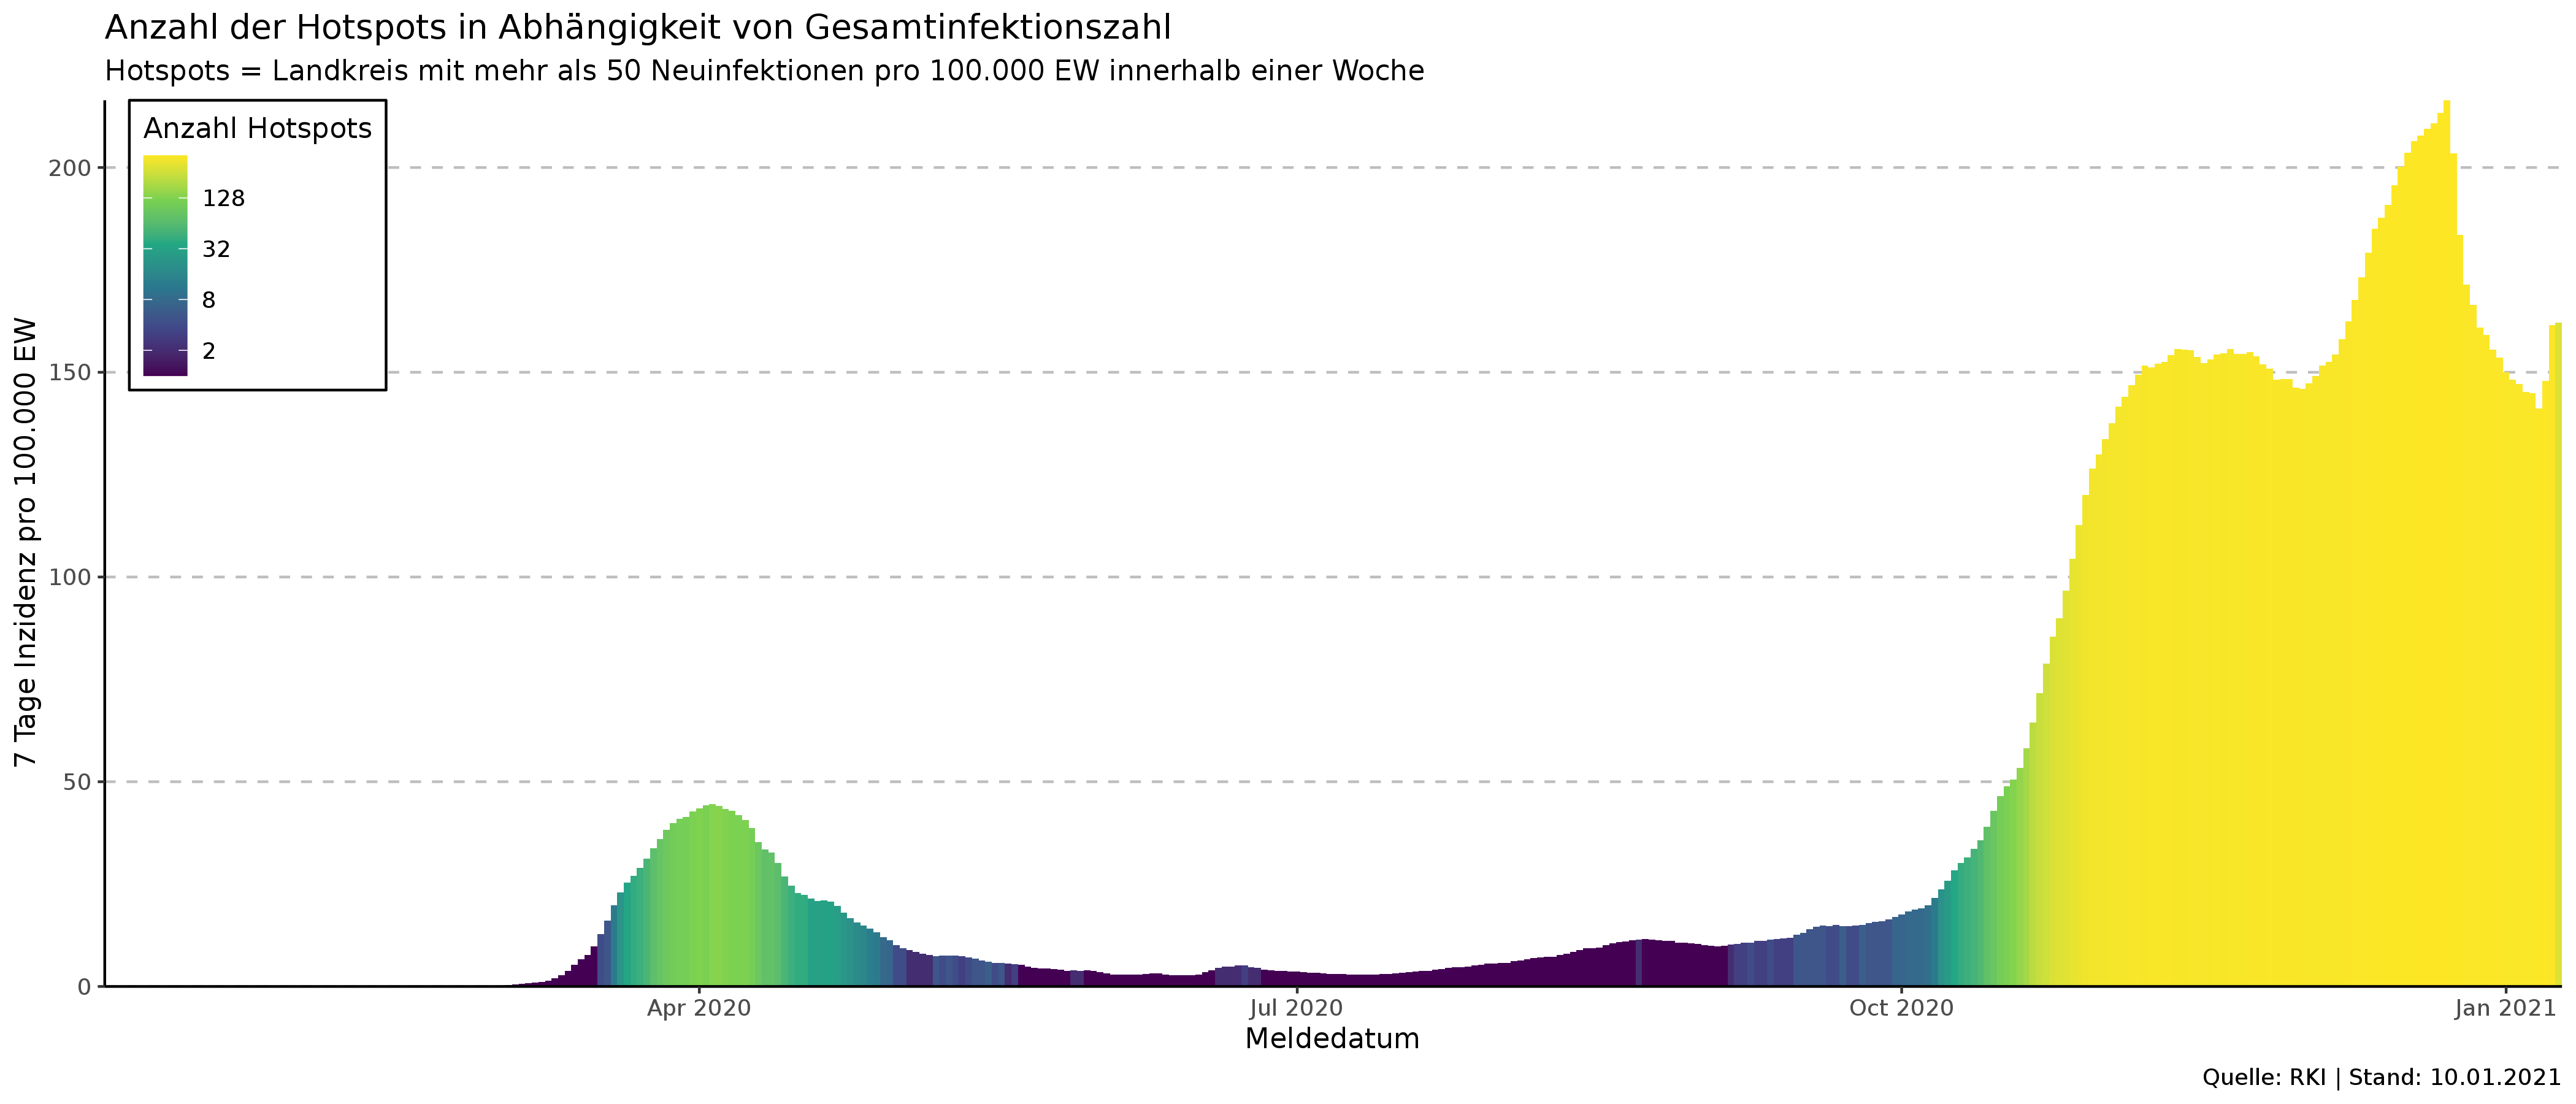 Anzahl der Hotspots in Abhängigkeit von Gesamtinfektionszahl
Hotspots = Landkreis mit mehr als 50 Neuinfektionen pro 100.000 EW innerhalb einer Woche
Anzahl Hotspots
128
32
8
2
7 Tage Inzidenz pro 100.000 EW
200
150
100
50
0
Apr 2020 Jul 2020 Oct 2020 Jan 2021
Meldedatum
Quelle: RKI | Stand: 10.01.2021